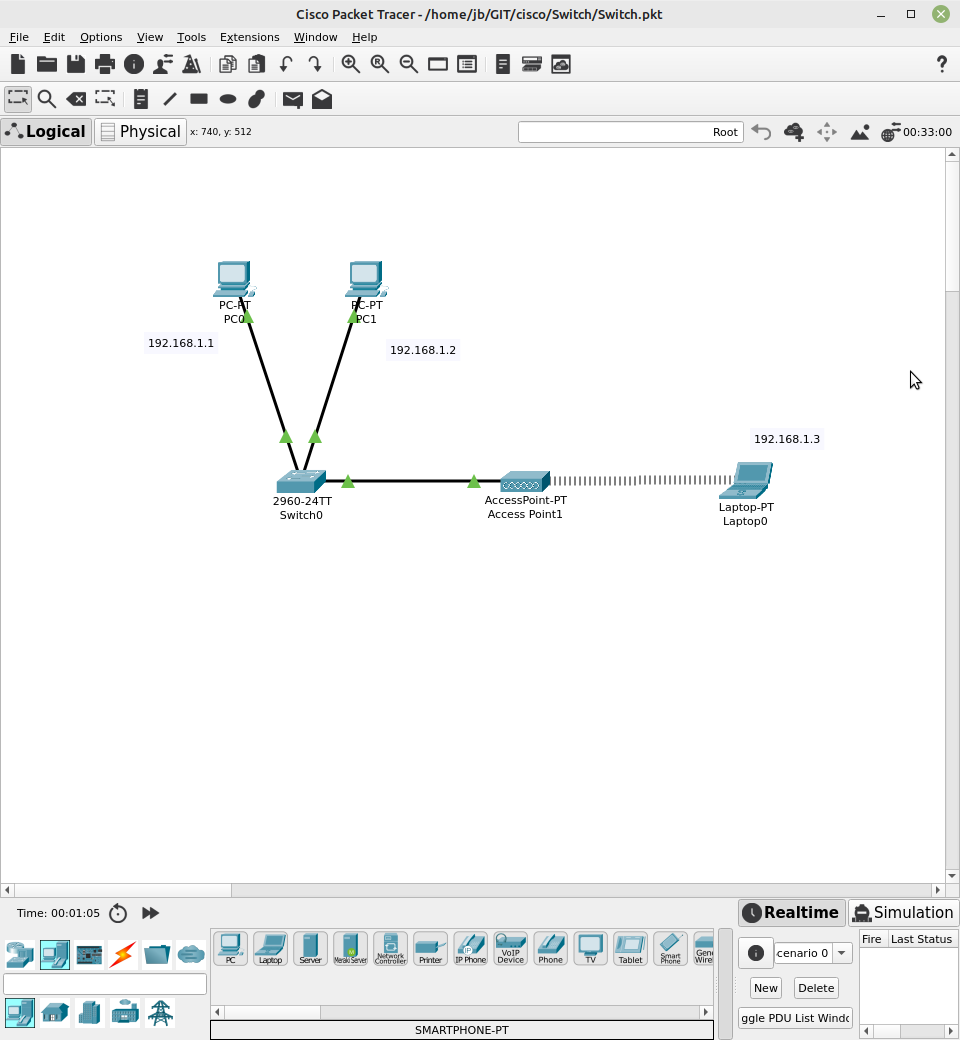 Cisco Packet Tracer - /home/jb/GIT/cisco/Switch/Switch.pkt
File Edit Options View Tools Extensions Window Help
Logical Physical x: 740, y: 512 Root 00:33:00
PC-PT PC-PT
PC0 PC1
192.168.1.1
192.168.1.2
192.168.1.3
2960-24TT
Switch0
AccessPoint-PT
Access Point1
Laptop-PT
Laptop0
Time: 00:01:05 Realtime Simulation
Fire Last Status
PC Laptop Server Meraki Server Network Controller Printer IP Phone VoIP Device Phone TV Tablet Smart Phone Gene Wire
cenario 0
New Delete
ggle PDU List Windo
SMARTPHONE-PT